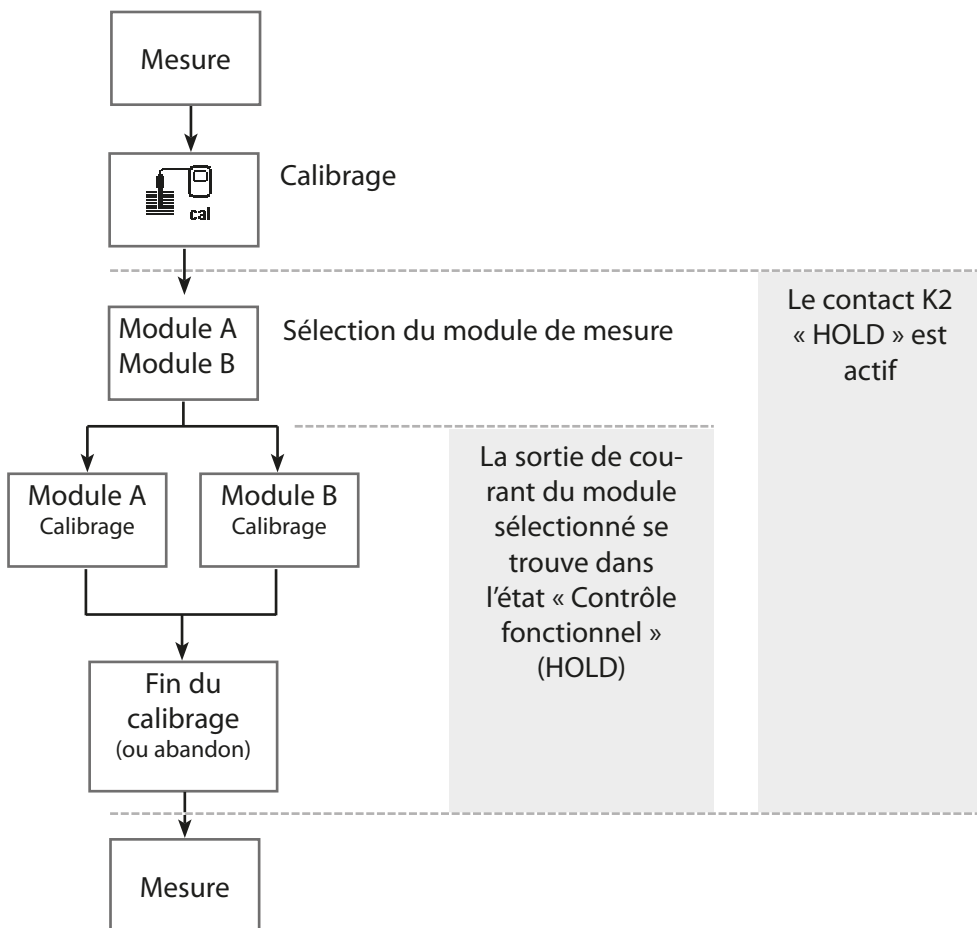 Mesure
cal
Calibrage
Module A
Module B
Sélection du module de mesure
Le contact K2
« HOLD » est
actif
Module A
Calibrage
Module B
Calibrage
La sortie de cou-
rant du module
sélectionné se
trouve dans
l'état « Contrôle
fonctionnel »
(HOLD)
Fin du
calibrage
(ou abandon)
Mesure